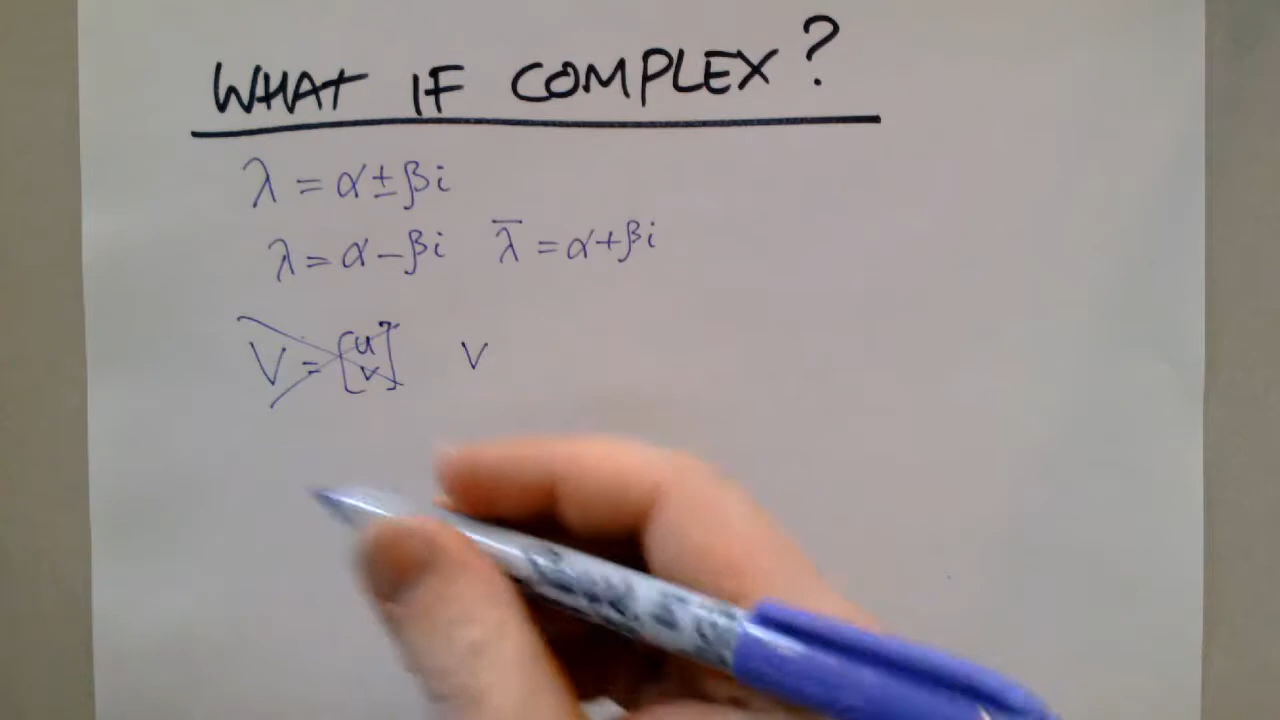 WHAT IF COMPLEX?
λ = α ± βi
λ = α - βi λ̅ = α + βi
V = [u v] V